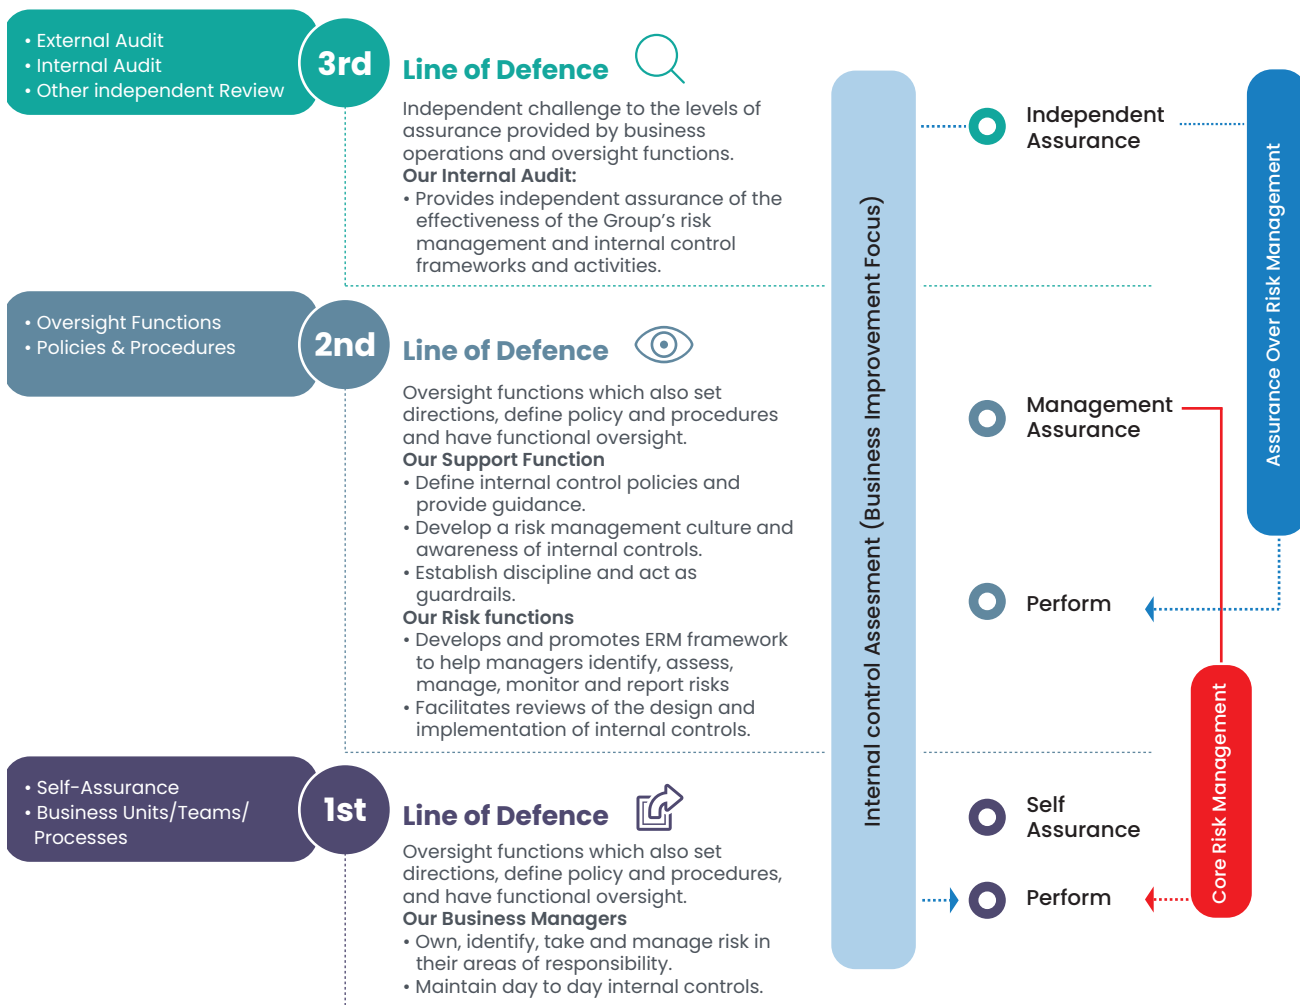 • External Audit
• Internal Audit
• Other independent Review
3rd
Line of Defence
Independent challenge to the levels of
assurance provided by business
operations and oversight functions.
Our Internal Audit:
• Provides independent assurance of the
effectiveness of the Group's risk
management and internal control
frameworks and activities.
• Oversight Functions
• Policies & Procedures
2nd
Line of Defence
Oversight functions which also set
directions, define policy and procedures
and have functional oversight.
Our Support Function
• Define internal control policies and
provide guidance.
• Develop a risk management culture and
awareness of internal controls.
• Establish discipline and act as
guardrails.
Our Risk functions
• Develops and promotes ERM framework
to help managers identify, assess,
manage, monitor and report risks
• Facilitates reviews of the design and
implementation of internal controls.
• Self-Assurance
• Business Units/Teams/
Processes
1st
Line of Defence
Oversight functions which also set
directions, define policy and procedures,
and have functional oversight.
Our Business Managers
• Own, identify, take and manage risk in
their areas of responsibility.
• Maintain day to day internal controls.
Internal control Assesment (Business Improvement Focus)
Independent
Assurance
Management
Assurance
Perform
Self
Assurance
Perform
Assurance Over Risk Management
Core Risk Management